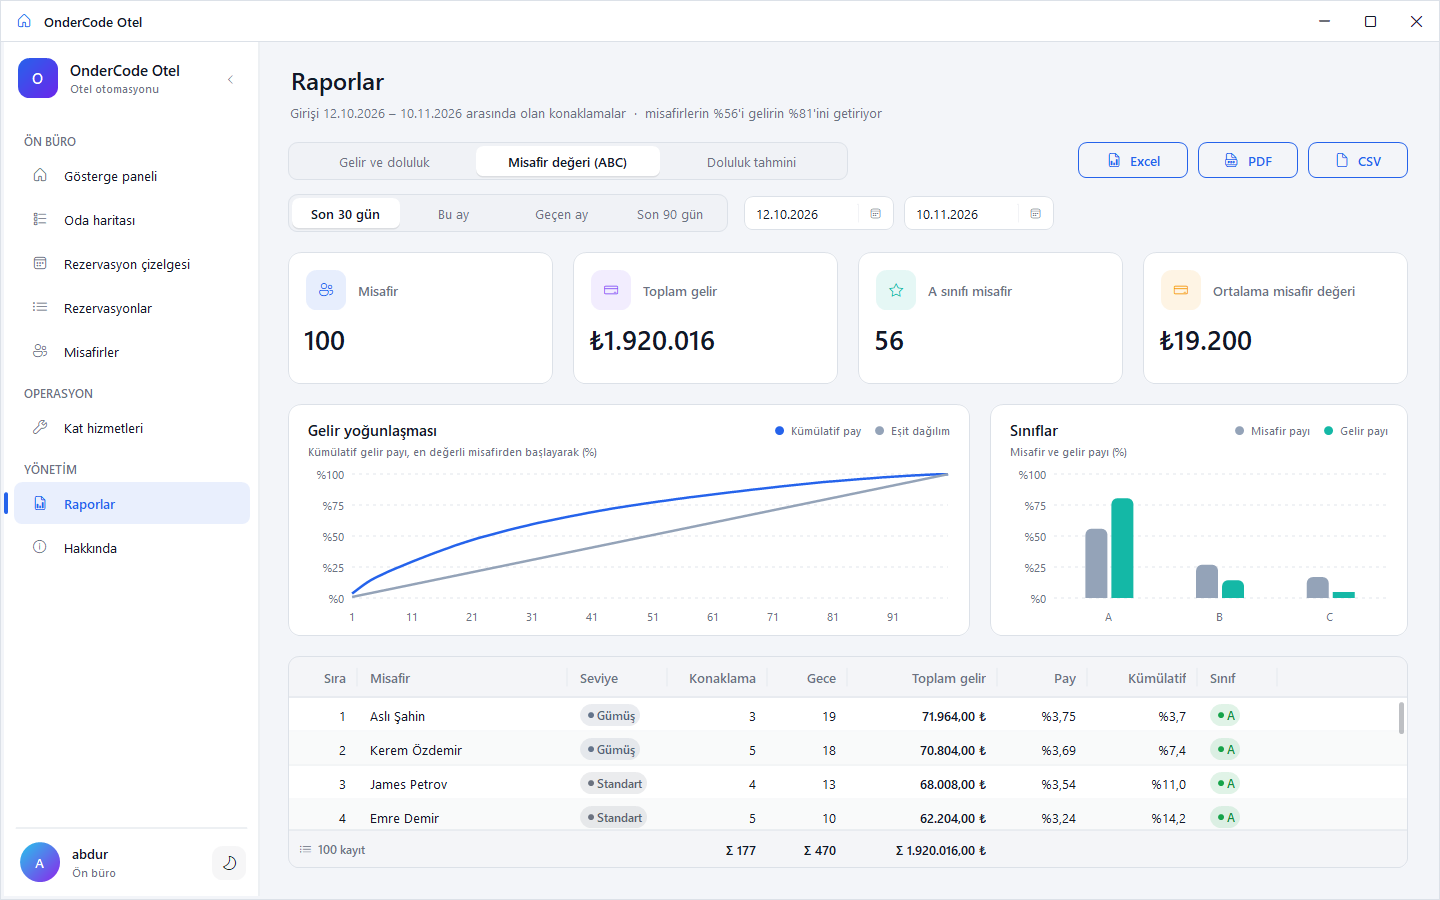 OnderCode Otel
O
OnderCode Otel
Otel otomasyonu
ÖN BÜRO
Gösterge paneli
Oda haritası
Rezervasyon çizelgesi
Rezervasyonlar
Misafirler
OPERASYON
Kat hizmetleri
YÖNETİM
Raporlar
Hakkında
A
abdur
Ön büro
Raporlar
Girişi 12.10.2026 – 10.11.2026 arasında olan konaklamalar · misafirlerin %56'i gelirin %81'ini getiriyor
Gelir ve doluluk Misafir değeri (ABC) Doluluk tahmini
Excel PDF CSV
Son 30 gün Bu ay Geçen ay Son 90 gün 12.10.2026 10.11.2026
Misafir
100
Toplam gelir
₺1.920.016
A sınıfı misafir
56
Ortalama misafir değeri
₺19.200
Gelir yoğunlaşması
Kümülatif pay Eşit dağılım
Kümülatif gelir payı, en değerli misafirden başlayarak (%)
%100
%75
%50
%25
%0
1 11 21 31 41 51 61 71 81 91
Sınıflar
Misafir payı Gelir payı
Misafir ve gelir payı (%)
%100
%75
%50
%25
%0
A B C
Sıra Misafir Seviye Konaklama Gece Toplam gelir Pay Kümülatif Sınıf
1 Aslı Şahin Gümüş 3 19 71.964,00 ₺ %3,75 %3,7 A
2 Kerem Özdemir Gümüş 5 18 70.804,00 ₺ %3,69 %7,4 A
3 James Petrov Standart 4 13 68.008,00 ₺ %3,54 %11,0 A
4 Emre Demir Standart 5 10 62.204,00 ₺ %3,24 %14,2 A
100 kayıt Σ 177 Σ 470 Σ 1.920.016,00 ₺